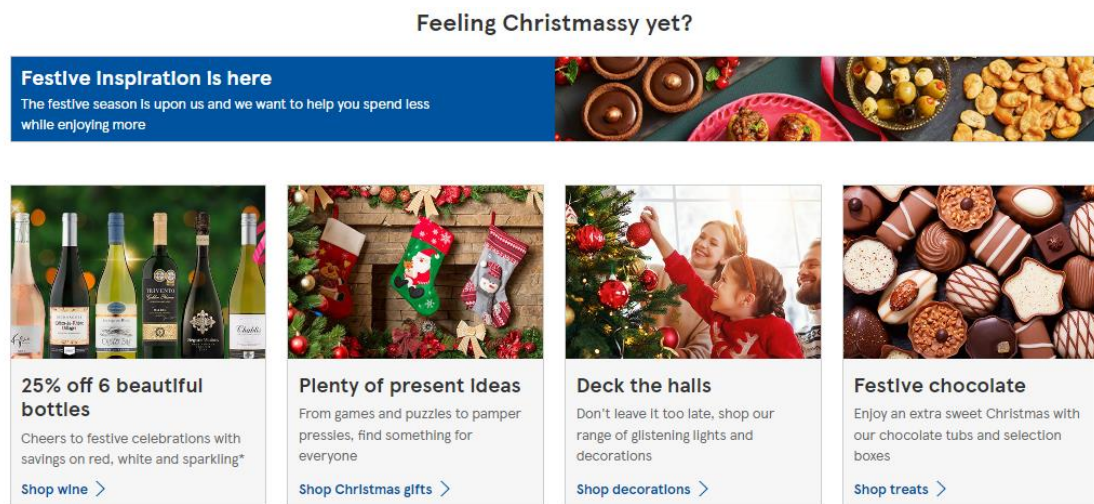 Feeling Christmassy yet?
Festive inspiration is here
The festive season is upon us and we want to help you spend less
while enjoying more
Chablis
25% off 6 beautiful
bottles
Cheers to festive celebrations with
savings on red, white and sparkling*
Shop wine
Plenty of present ideas
From games and puzzles to pamper
pressies, find something for
everyone
Shop Christmas gifts
Deck the halls
Don't leave it too late, shop our
range of glistening lights and
decorations
Shop decorations
Festive chocolate
Enjoy an extra sweet Christmas with
our chocolate tubs and selection
boxes
Shop treats